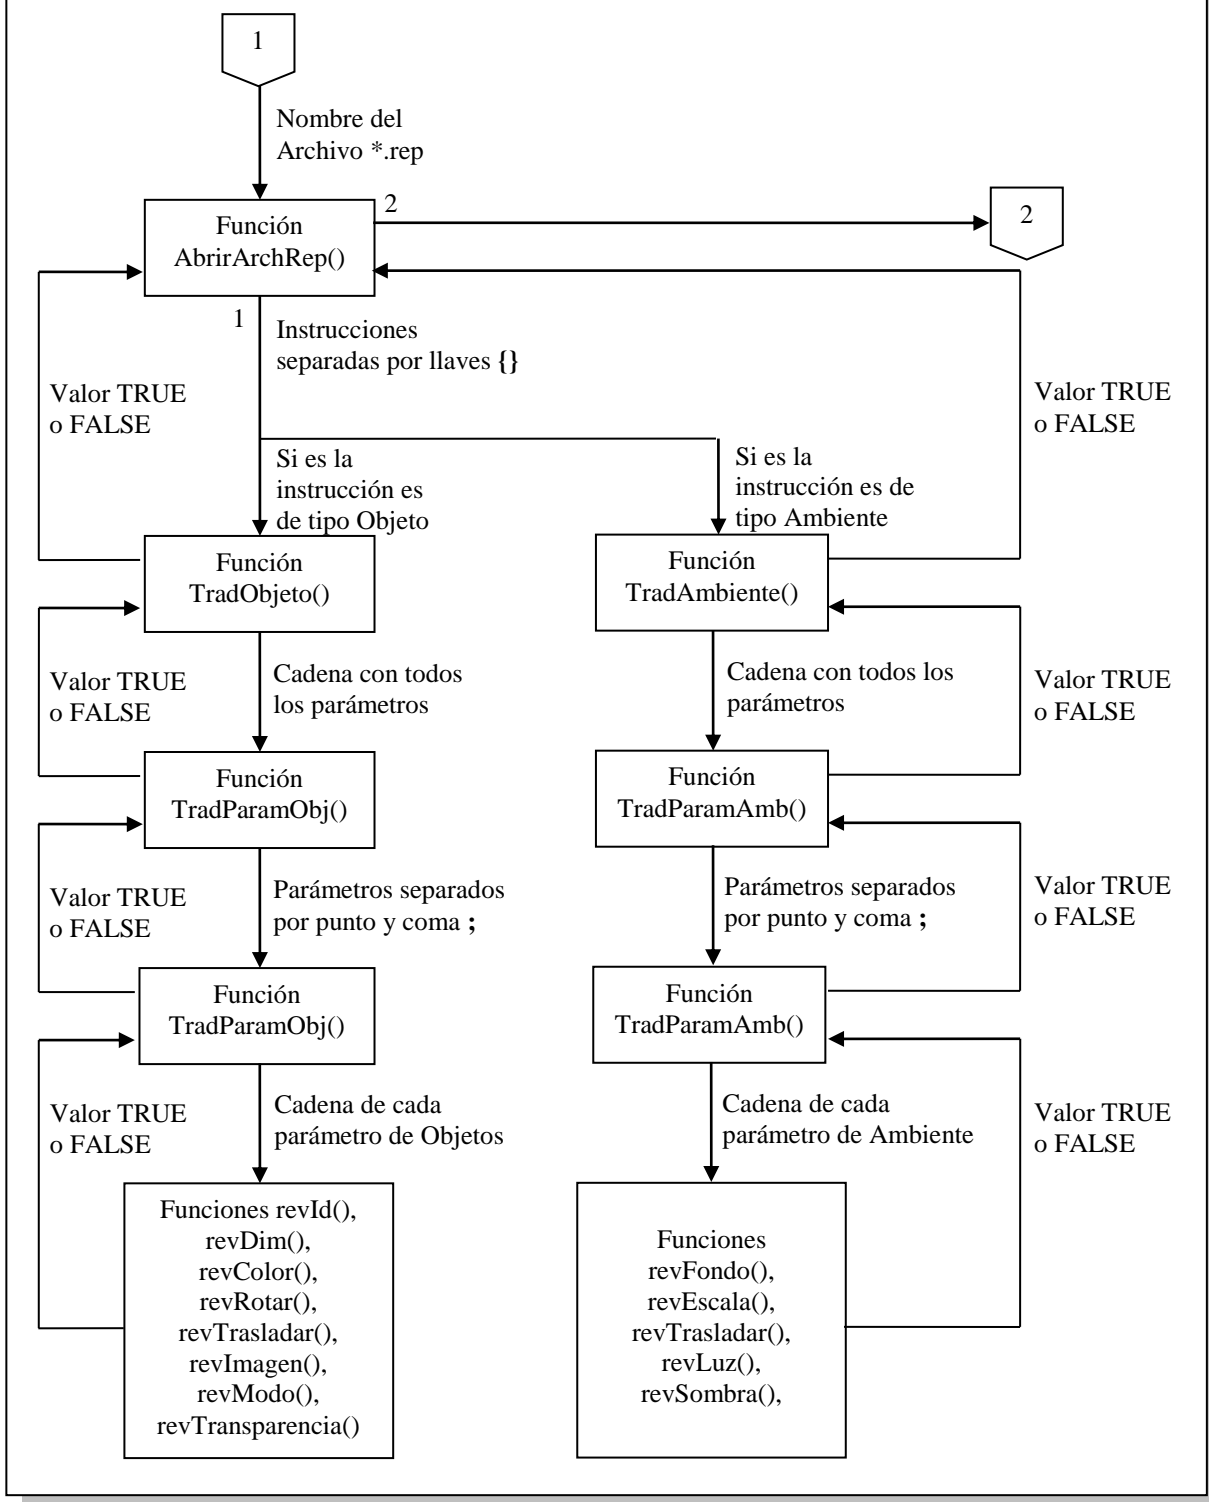 1
Nombre del
Archivo *.rep
Función
AbrirArchRep()
2
2
1
Instrucciones
separadas por llaves {}
Valor TRUE
o FALSE
Valor TRUE
o FALSE
Si es la
instrucción es
de tipo Objeto
Si es la
instrucción es de
tipo Ambiente
Función
TradObjeto()
Función
TradAmbiente()
Valor TRUE
o FALSE
Cadena con todos
los parámetros
Cadena con todos los
parámetros
Valor TRUE
o FALSE
Función
TradParamObj()
Función
TradParamAmb()
Valor TRUE
o FALSE
Parámetros separados
por punto y coma ;
Parámetros separados
por punto y coma ;
Valor TRUE
o FALSE
Función
TradParamObj()
Función
TradParamAmb()
Valor TRUE
o FALSE
Cadena de cada
parámetro de Objetos
Cadena de cada
parámetro de Ambiente
Valor TRUE
o FALSE
Funciones revId(),
revDim(),
revColor(),
revRotar(),
revTrasladar(),
revImagen(),
revModo(),
revTransparencia()
Funciones
revFondo(),
revEscala(),
revTrasladar(),
revLuz(),
revSombra(),